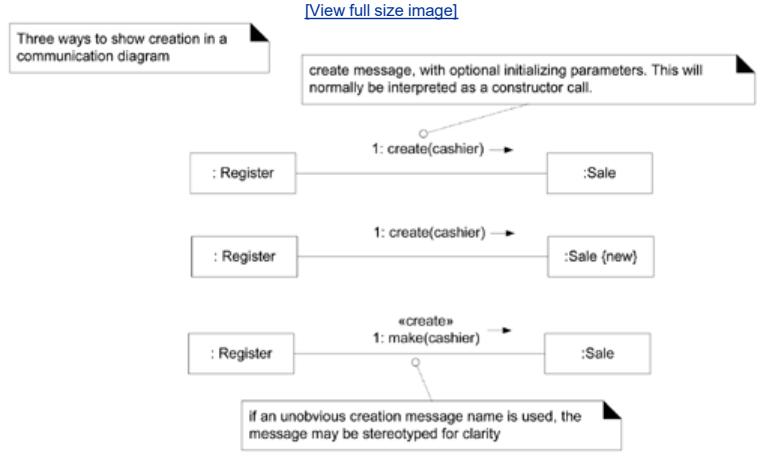 [View full size image]
Three ways to show creation in a
communication diagram
create message, with optional initializing parameters. This will
normally be interpreted as a constructor call.
1: create(cashier)
: Register
:Sale
1: create(cashier)
: Register
:Sale {new}
«create»
1: make(cashier)
: Register
:Sale
if an unobvious creation message name is used, the
message may be stereotyped for clarity